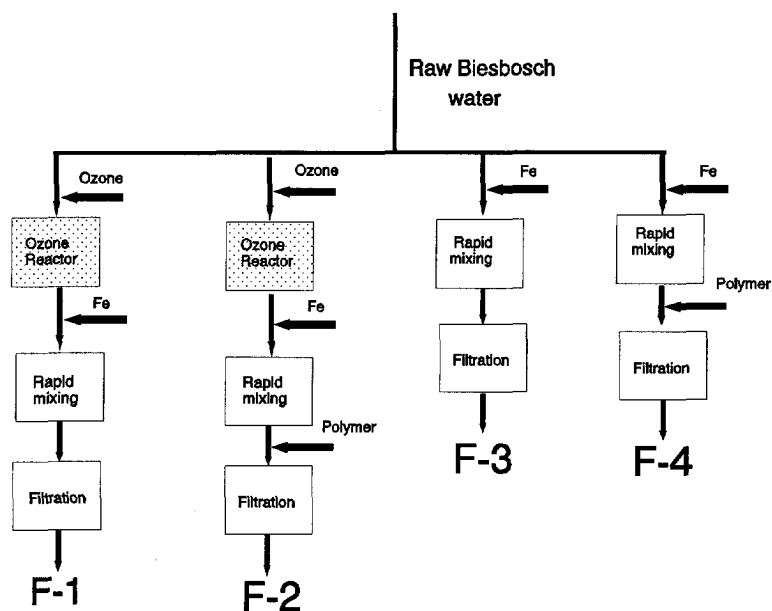 Raw Biesbosch
water
Ozone
Ozone
Reactor
Fe
Rapid
mixing
Filtration
F-1
Ozone
Ozone
Reactor
Fe
Rapid
mixing
Polymer
Filtration
F-2
Fe
Rapid
mixing
Filtration
F-3
Fe
Rapid
mixing
Polymer
Filtration
F-4